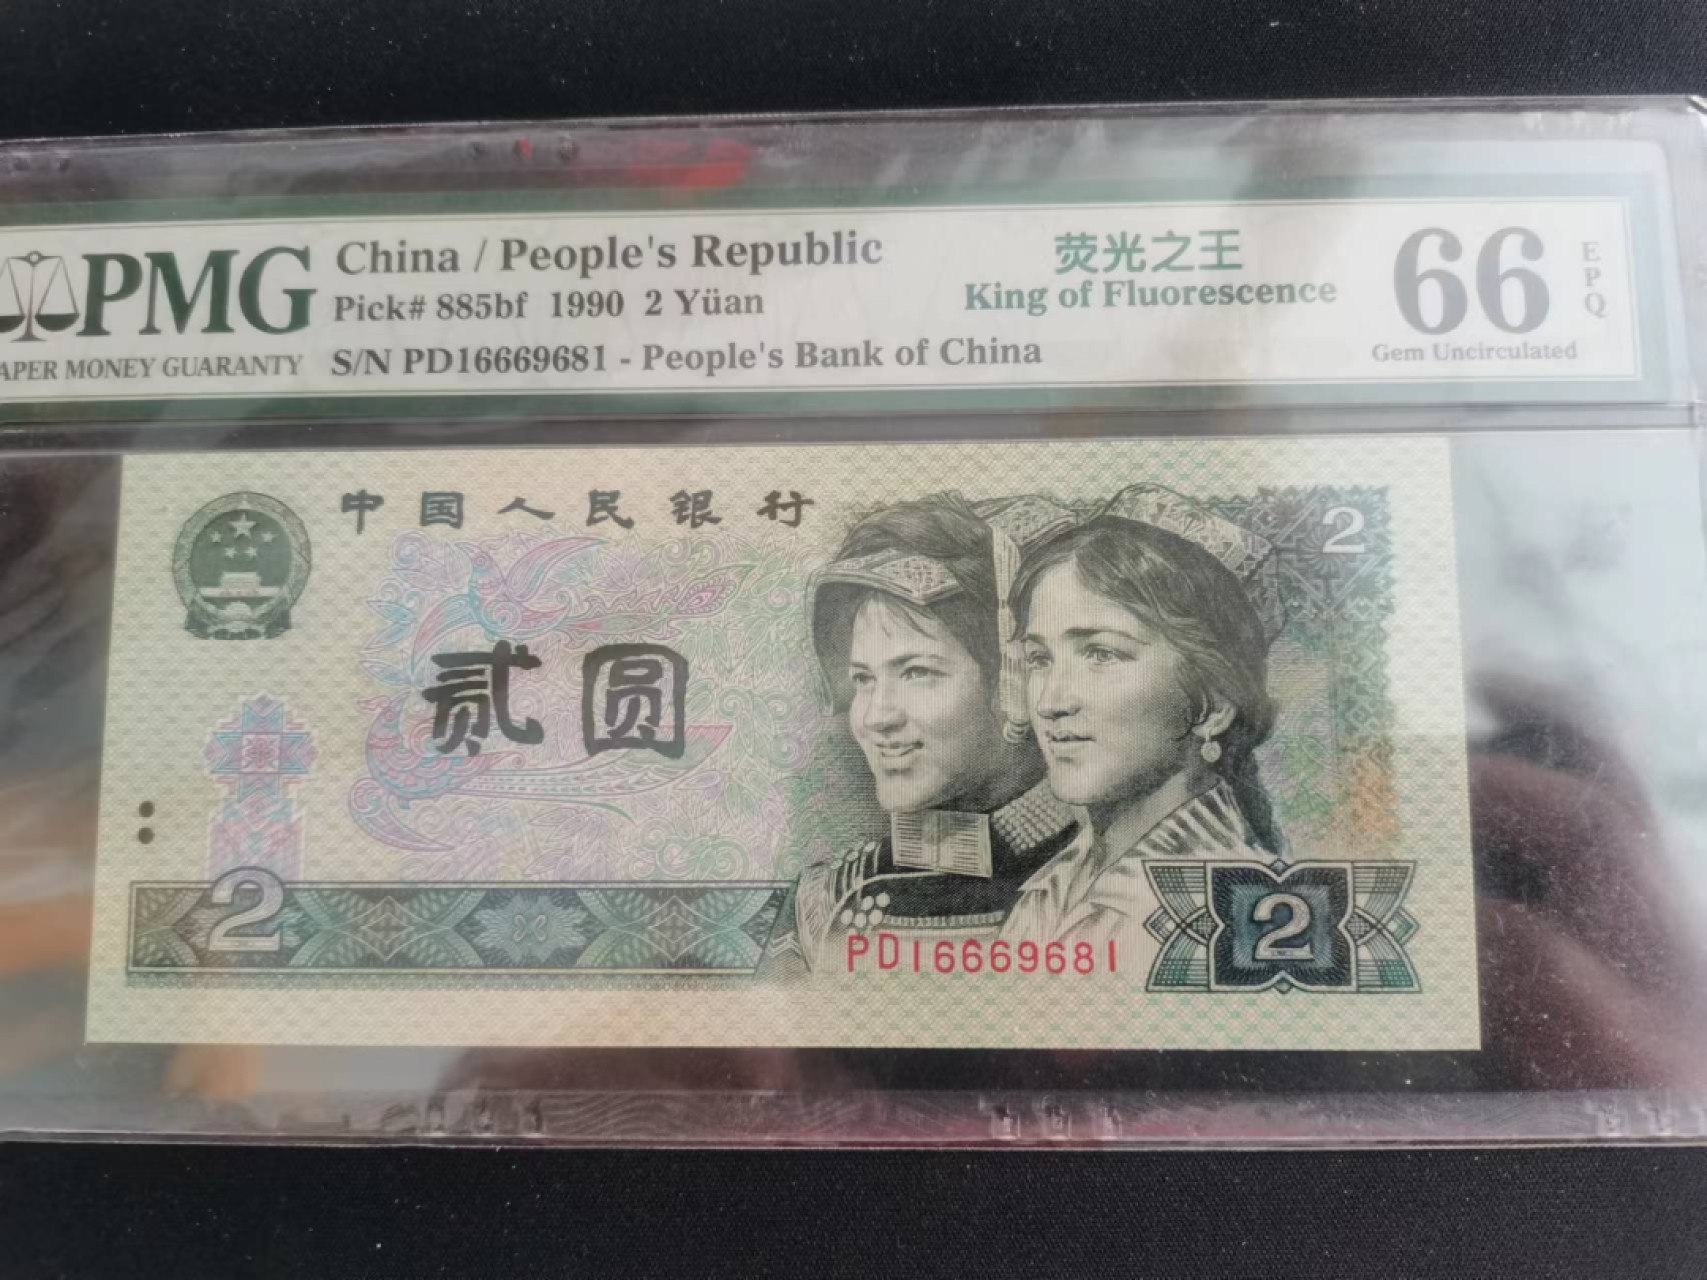 PMG
APER MONEY GUARANTY
China / People's Republic
Pick# 885bf 1990 2 Yüan
S/N PD16669681 - People's Bank of China
荧光之王
King of Fluorescence
66
EPQ
Gem Uncirculated
中国人民银行
2
贰圆
2
PD16669681
2